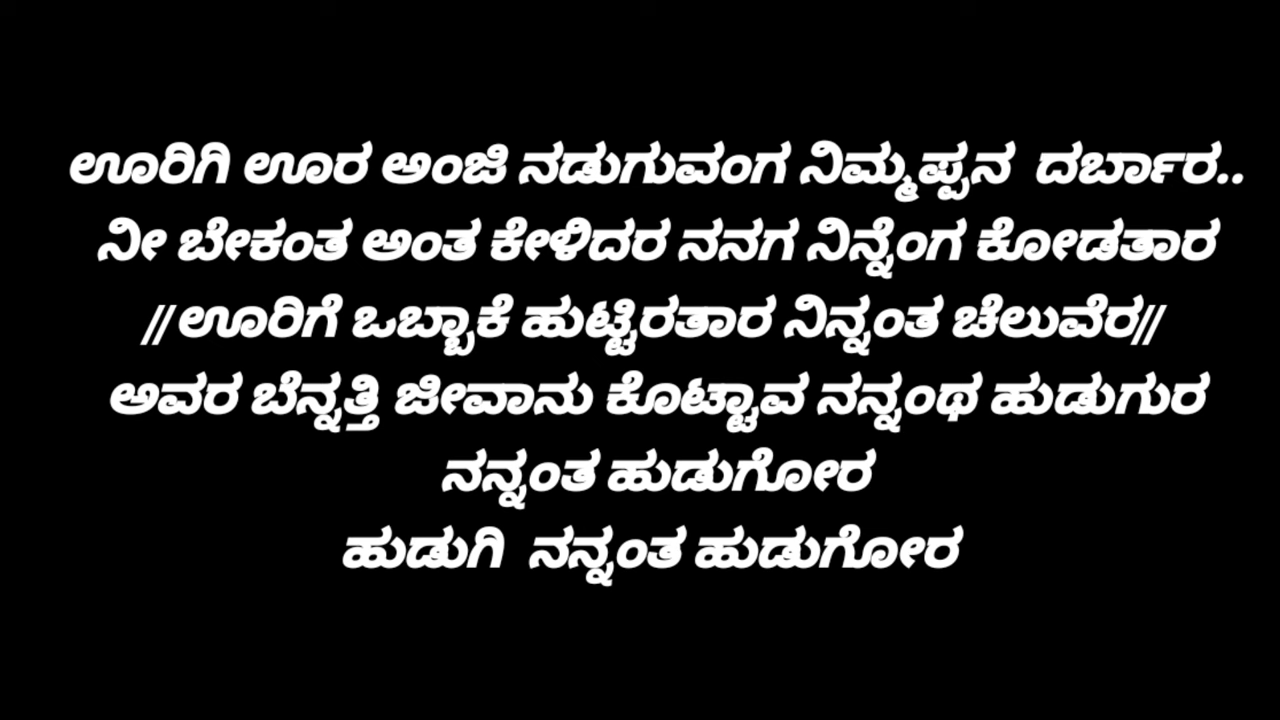 ಊರಿಗಿ ಊರ ಅಂಜಿ ನಡುಗುವಂಗ ನಿಮ್ಮಪ್ಪನ ದರ್ಬಾರ..
ನೀ ಬೇಕಂತ ಅಂತ ಕೇಳಿದರ ನನಗ ನಿನ್ನೆಂಗ ಕೋಡತಾರ
//ಊರಿಗೆ ಒಬ್ಬಾಕೆ ಹುಟ್ಟಿರತಾರ ನಿನ್ನಂತ ಚೆಲುವೆರ//
ಅವರ ಬೆನ್ನತ್ತಿ ಜೀವಾನು ಕೊಟ್ಟಾವ ನನ್ನಂಥ ಹುಡುಗುರ
ನನ್ನಂತ ಹುಡುಗೋರ
ಹುಡುಗಿ ನನ್ನಂತ ಹುಡುಗೋರ